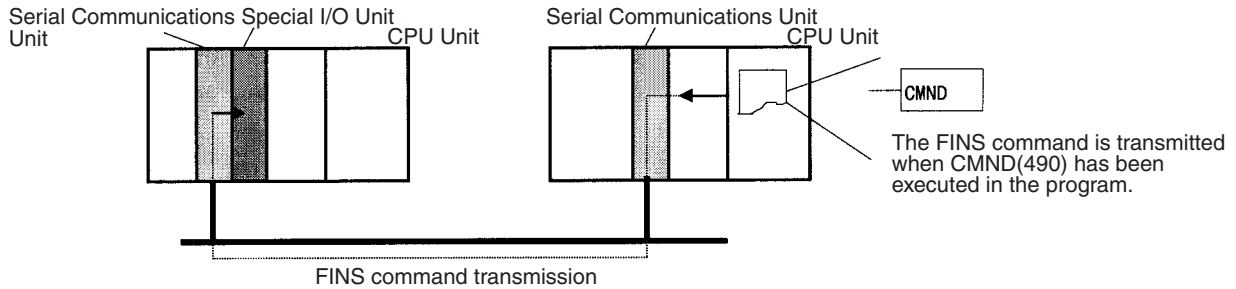 Serial Communications Special I/O Unit
Unit
CPU Unit
Serial Communications Unit
CPU Unit
CMND
The FINS command is transmitted
when CMND(490) has been
executed in the program.
FINS command transmission